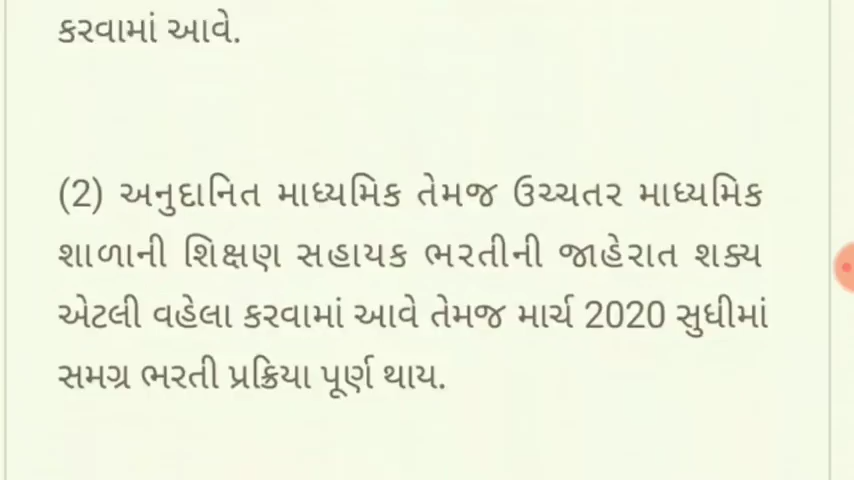 કરવામાં આવે.
(2) અનુદાનિત માધ્યમિક તેમજ ઉચ્ચતર માધ્યમિક
શાળાની શિક્ષણ સહાયક ભરતીની જાહેરાત શક્ય
એટલી વહેલા કરવામાં આવે તેમજ માર્ચ 2020 સુધીમાં
સમગ્ર ભરતી પ્રક્રિયા પૂર્ણ થાય.